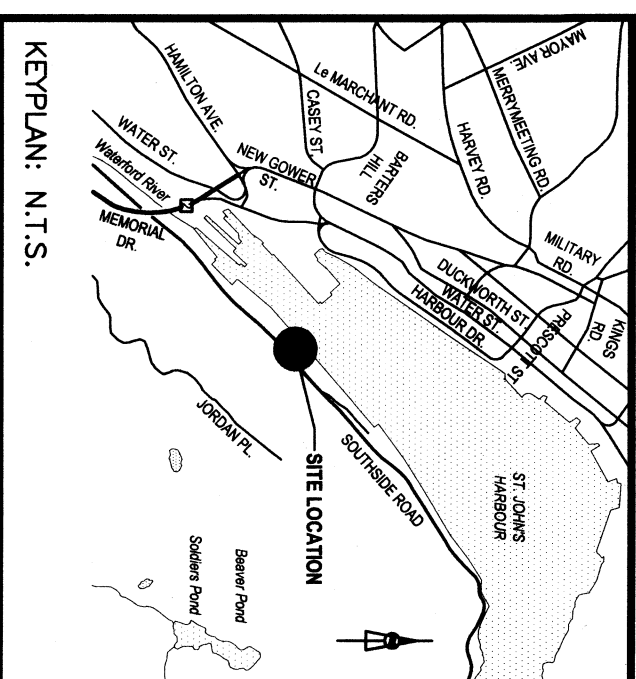 MAYOR AVE.
MERRYMEETING RD.
Le MARCHANT RD.
HAMILTON AVE.
CASEY ST.
HARVEY RD.
BARTERS
HILL
WATER ST.
Waterford River
NEW GOWER
ST.
MEMORIAL
DR.
MILITARY
RD.
DUCKWORTH ST.
WATER ST.
HARBOUR DR.
PRESCOTT ST.
KINGS
RD.
ST. JOHN'S
HARBOUR
SOUTHSIDE ROAD
JORDAN PL.
SITE LOCATION
Beaver Pond
Soldiers Pond
KEYPLAN: N.T.S.